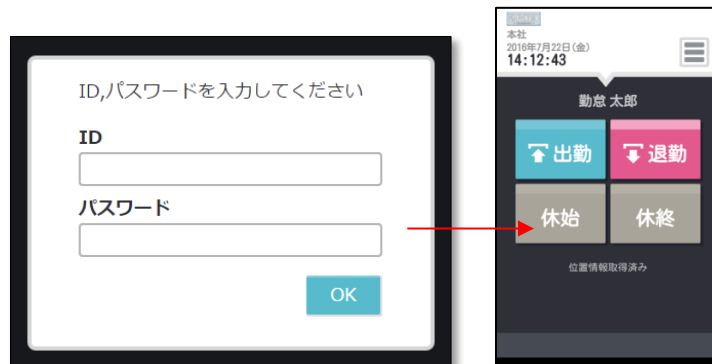 ID,パスワードを入力してください
ID
パスワード
OK
本社
2016年7月22日(金)
14:12:43
勤怠 太郎
出勤
退勤
休始
休終
位置情報取得済み